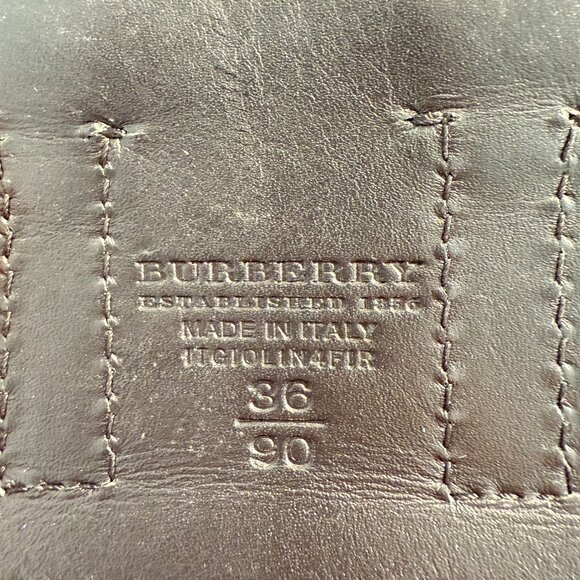 BURBERRY
ESTABLISHED 1856
MADE IN ITALY
ITGIOLIN4FIR
36
90